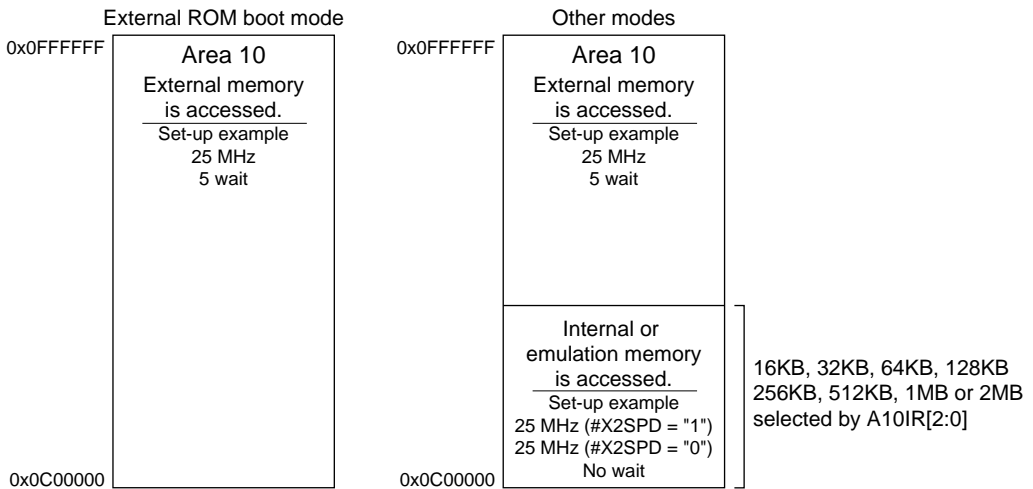 External ROM boot mode
0x0FFFFFF
Area 10
External memory
is accessed.
Set-up example
25 MHz
5 wait
0x0C00000
Other modes
0x0FFFFFF
Area 10
External memory
is accessed.
Set-up example
25 MHz
5 wait
Internal or
emulation memory
is accessed.
Set-up example
25 MHz (#X2SPD = "1")
25 MHz (#X2SPD = "0")
No wait
0x0C00000
16KB, 32KB, 64KB, 128KB
256KB, 512KB, 1MB or 2MB
selected by A10IR[2:0]